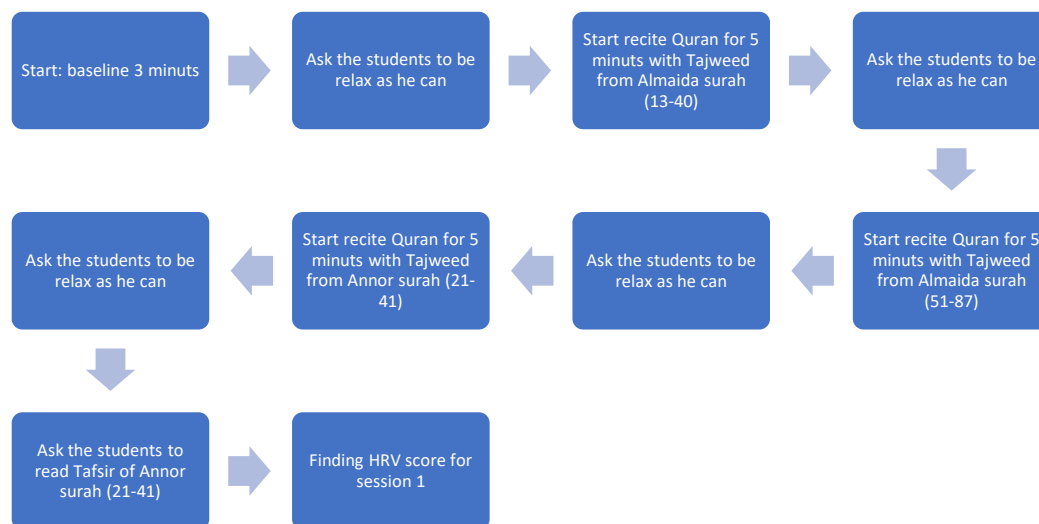 Start: baseline 3 minuts
Ask the students to be
relax as he can
Start recite Quran for 5
minuts with Tajweed
from Almaida surah
(13-40)
Ask the students to be
relax as he can
Start recite Quran for 5
minuts with Tajweed
from Almaida surah
(51-87)
Ask the students to be
relax as he can
Start recite Quran for 5
minuts with Tajweed
from Annor surah (21-
41)
Ask the students to be
relax as he can
Ask the students to
read Tafsir of Annor
surah (21-41)
Finding HRV score for
session 1